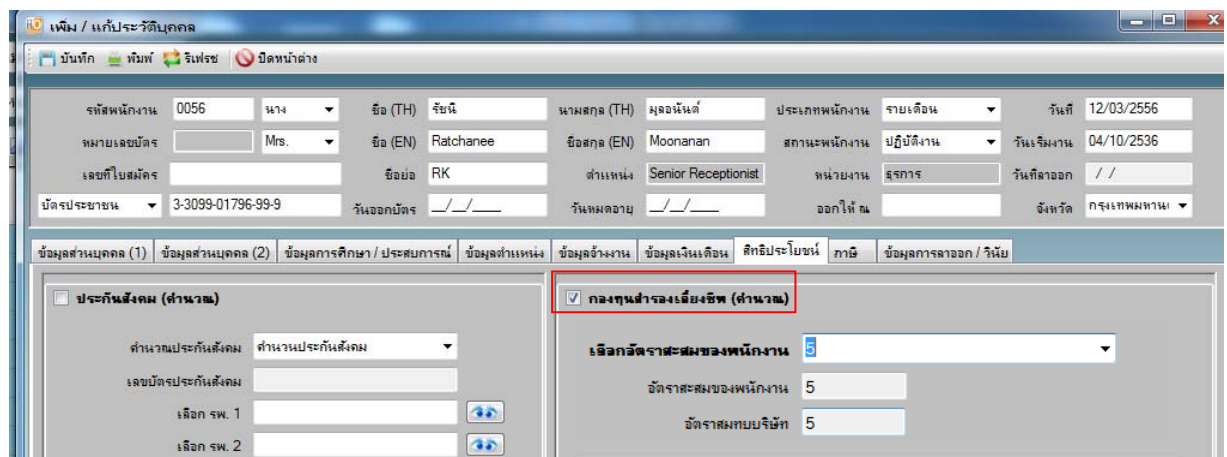 เพิ่ม / แก้ประวัติบุคคล
บันทึก พิมพ์ รีเฟรช ปิดหน้าต่าง
รหัสพนักงาน 0056 นาง ชื่อ (TH) รัชนี นามสกุล (TH) มุลอนันต์ ประเภทพนักงาน รายเดือน วันที่ 12/03/2556
หมายเลขบัตร Mrs. ชื่อ (EN) Ratchanee ชื่อสกุล (EN) Moonanan สถานะพนักงาน ปฏิบัติงาน วันเริ่มงาน 04/10/2536
เลขที่ใบสมัคร ชื่อย่อ RK ตำแหน่ง Senior Receptionist หน่วยงาน ธุรการ วันที่ลาออก / /
บัตรประชาชน 3-3099-01796-99-9 วันออกบัตร __/__/____ วันหมดอายุ __/__/____ ออกให้ ณ จังหวัด กรุงเทพมหานค
ข้อมูลส่วนบุคคล (1) ข้อมูลส่วนบุคคล (2) ข้อมูลการศึกษา / ประสบการณ์ ข้อมูลตำแหน่ง ข้อมูลจ้างงาน ข้อมูลเงินเดือน สิทธิประโยชน์ ภาษี ข้อมูลการลาออก / วินัย
ประกันสังคม (คำนวณ) กองทุนสำรองเลี้ยงชีพ (คำนวณ)
คำนวณประกันสังคม คำนวนประกันสังคม เลือกอัตราสะสมของพนักงาน 5
เลขบัตรประกันสังคม อัตราสะสมของพนักงาน 5
เลือก รพ. 1 อัตราสมทบบริษัท 5
เลือก รพ. 2